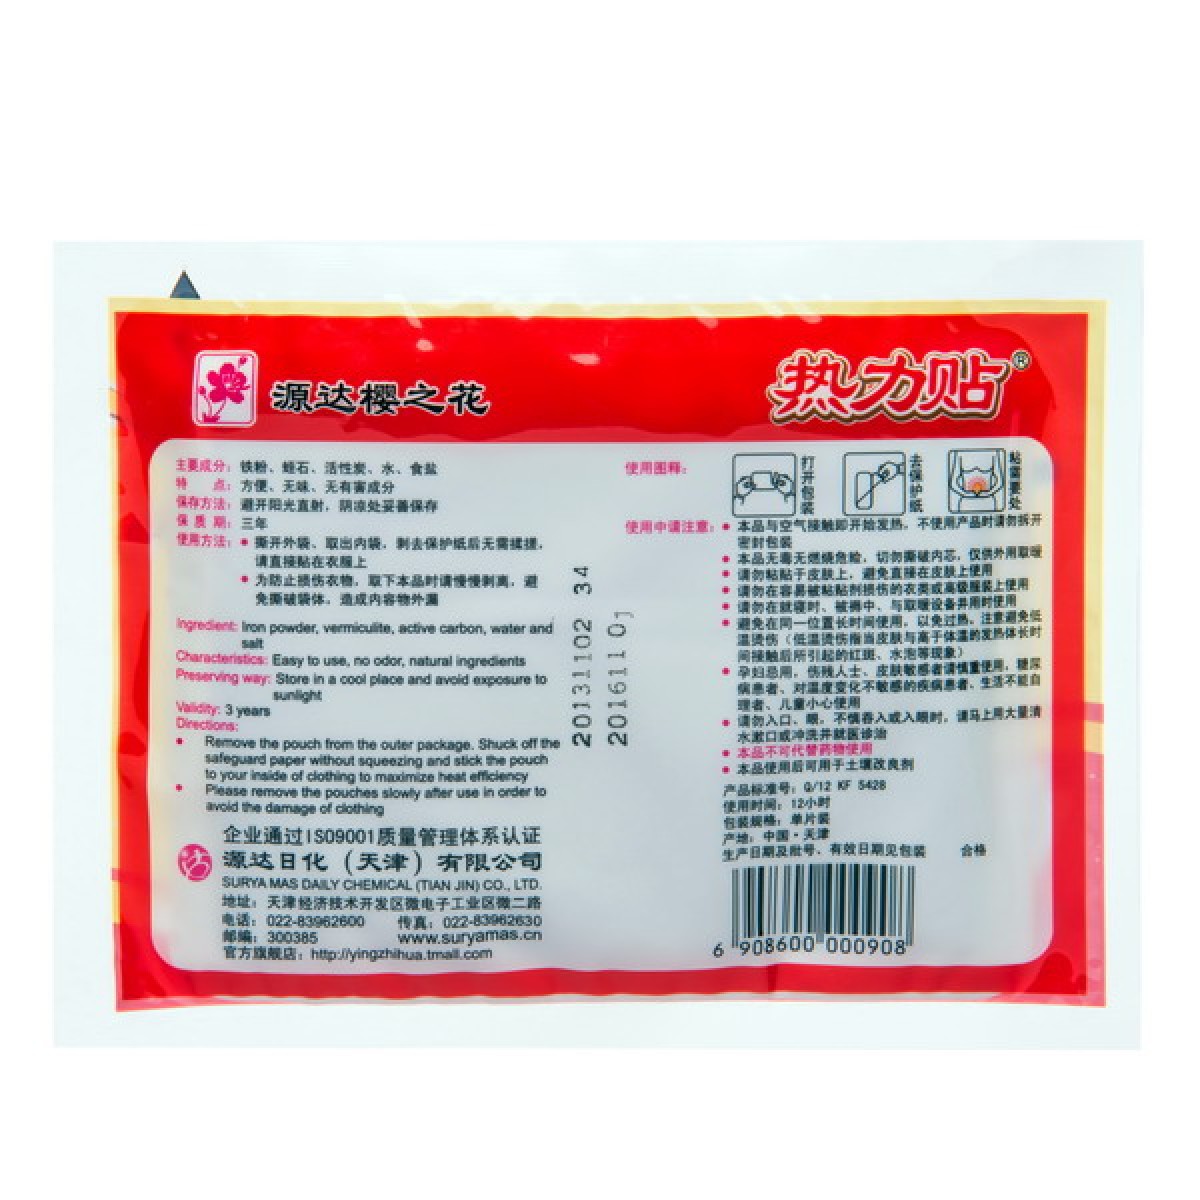 源达樱之花
热力贴®
主要成分：铁粉、蛭石、活性炭、水、食盐
特 点：方便、无味、无有害成分
保存方法：避开阳光直射，阴凉处妥善保存
保 质 期：三年
使用方法：● 撕开外袋、取出内袋，剥去保护纸后无需揉搓，
请直接贴在衣服上
● 为防止损伤衣物，取下本品时请慢慢剥离，避
免撕破袋体，造成内容物外漏
Ingredient: Iron powder, vermiculite, active carbon, water and
salt
Characteristics: Easy to use, no odor, natural ingredients
Preserving way: Store in a cool place and avoid exposure to
sunlight
Validity: 3 years
Directions:
● Remove the pouch from the outer package. Shuck off the
safeguard paper without squeezing and stick the pouch
to your inside of clothing to maximize heat efficiency
● Please remove the pouches slowly after use in order to
avoid the damage of clothing
企业通过ISO9001质量管理体系认证
源达日化（天津）有限公司
SURYA MAS DAILY CHEMICAL (TIAN JIN) CO., LTD.
地址：天津经济技术开发区微电子工业区微二路
电话：022-83962600 传真：022-83962630
邮编：300385 www.suryamas.cn
官方旗舰店：http://yingzhihua.tmall.com
20131102 34
20161101
使用图释：
打开包装
去保护纸
粘需要处
使用中请注意：● 本品与空气接触即开始发热，不使用产品时请勿拆开
密封包装
● 本品无毒无燃烧危险，切勿撕破内芯，仅供外用取暖
● 请勿粘贴于皮肤上，避免直接在皮肤上使用
● 请勿在容易被粘贴剂损伤的衣类或高级服装上使用
● 请勿在就寝时、被褥中、与取暖设备并用时使用
● 避免在同一位置长时间使用，以免过热，注意避免低
温烫伤（低温烫伤指当皮肤与高于体温的发热体长时
间接触后所引起的红斑、水泡等现象）
● 孕妇忌用，伤残人士、皮肤敏感者请慎重使用，糖尿
病患者、对温度变化不敏感的疾病患者、生活不能自
理者、儿童小心使用
● 请勿入口、眼，不慎吞入或入眼时，请马上用大量清
水漱口或冲洗并就医诊治
● 本品不可代替药物使用
● 本品使用后可用于土壤改良剂
产品标准号：Q/12 KF 5428
使用时间：12小时
包装规格：单片装
产地：中国·天津
生产日期及批号、有效日期见包装 合格
6 908600 000908